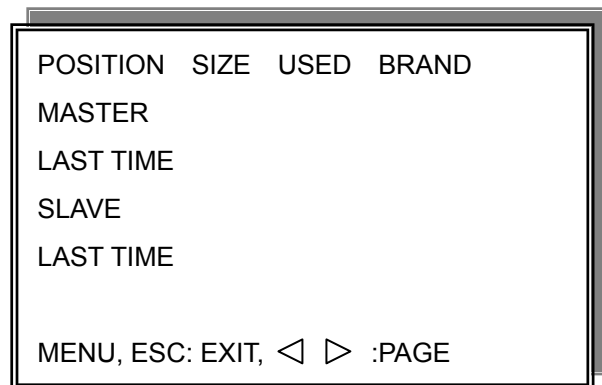 POSITION SIZE USED BRAND
MASTER
LAST TIME
SLAVE
LAST TIME
MENU, ESC: EXIT, ◁ ▷ :PAGE